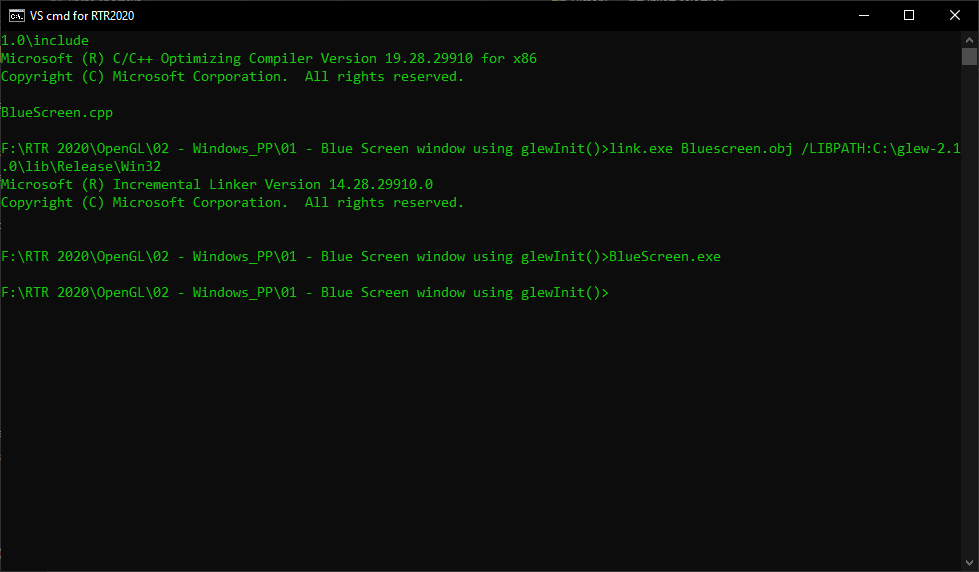 VS cmd for RTR2020
1.0\include
Microsoft (R) C/C++ Optimizing Compiler Version 19.28.29910 for x86
Copyright (C) Microsoft Corporation.  All rights reserved.
BlueScreen.cpp
F:\RTR 2020\OpenGL\02 - Windows_PP\01 - Blue Screen window using glewInit()>link.exe Bluescreen.obj /LIBPATH:C:\glew-2.1
.0\lib\Release\Win32
Microsoft (R) Incremental Linker Version 14.28.29910.0
Copyright (C) Microsoft Corporation.  All rights reserved.
F:\RTR 2020\OpenGL\02 - Windows_PP\01 - Blue Screen window using glewInit()>BlueScreen.exe
F:\RTR 2020\OpenGL\02 - Windows_PP\01 - Blue Screen window using glewInit()>